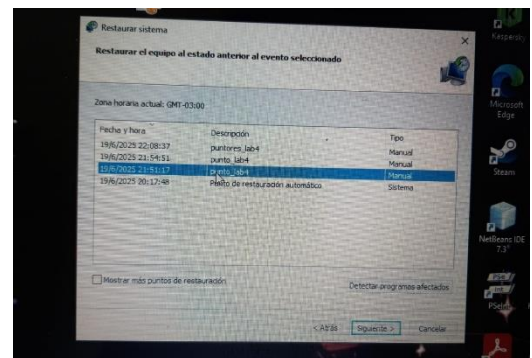 Restaurar sistema
Restaurar el equipo al estado anterior al evento seleccionado
Zona horaria actual: GMT-03:00
Fecha y hora Descripción Tipo
19/6/2025 22:08:37 puntores_lab4 Manual
19/6/2025 21:54:51 punto_lab4 Manual
19/6/2025 21:51:17 punto_lab4 Manual
19/6/2025 20:17:48 Punto de restauración automático Sistema
Mostrar más puntos de restauración
Detectar programas afectados
< Atrás Siguiente > Cancelar
Kaspersky
Microsoft Edge
Steam
NetBeans IDE
7.3
PSeInt